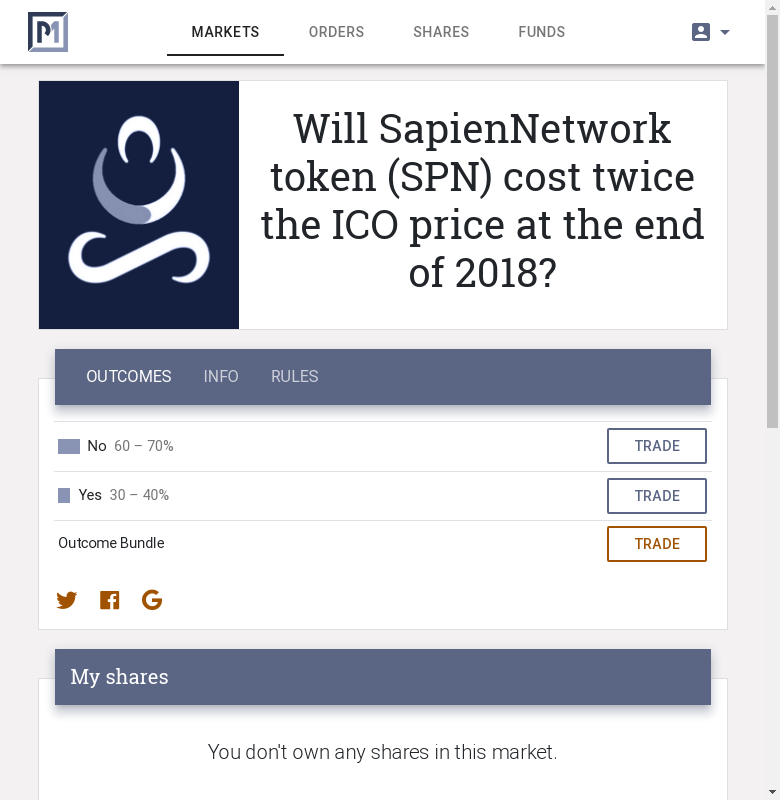 MARKETS ORDERS SHARES FUNDS
Will SapienNetwork
token (SPN) cost twice
the ICO price at the end
of 2018?
OUTCOMES INFO RULES
No 60 – 70% TRADE
Yes 30 – 40% TRADE
Outcome Bundle TRADE
My shares
You don't own any shares in this market.